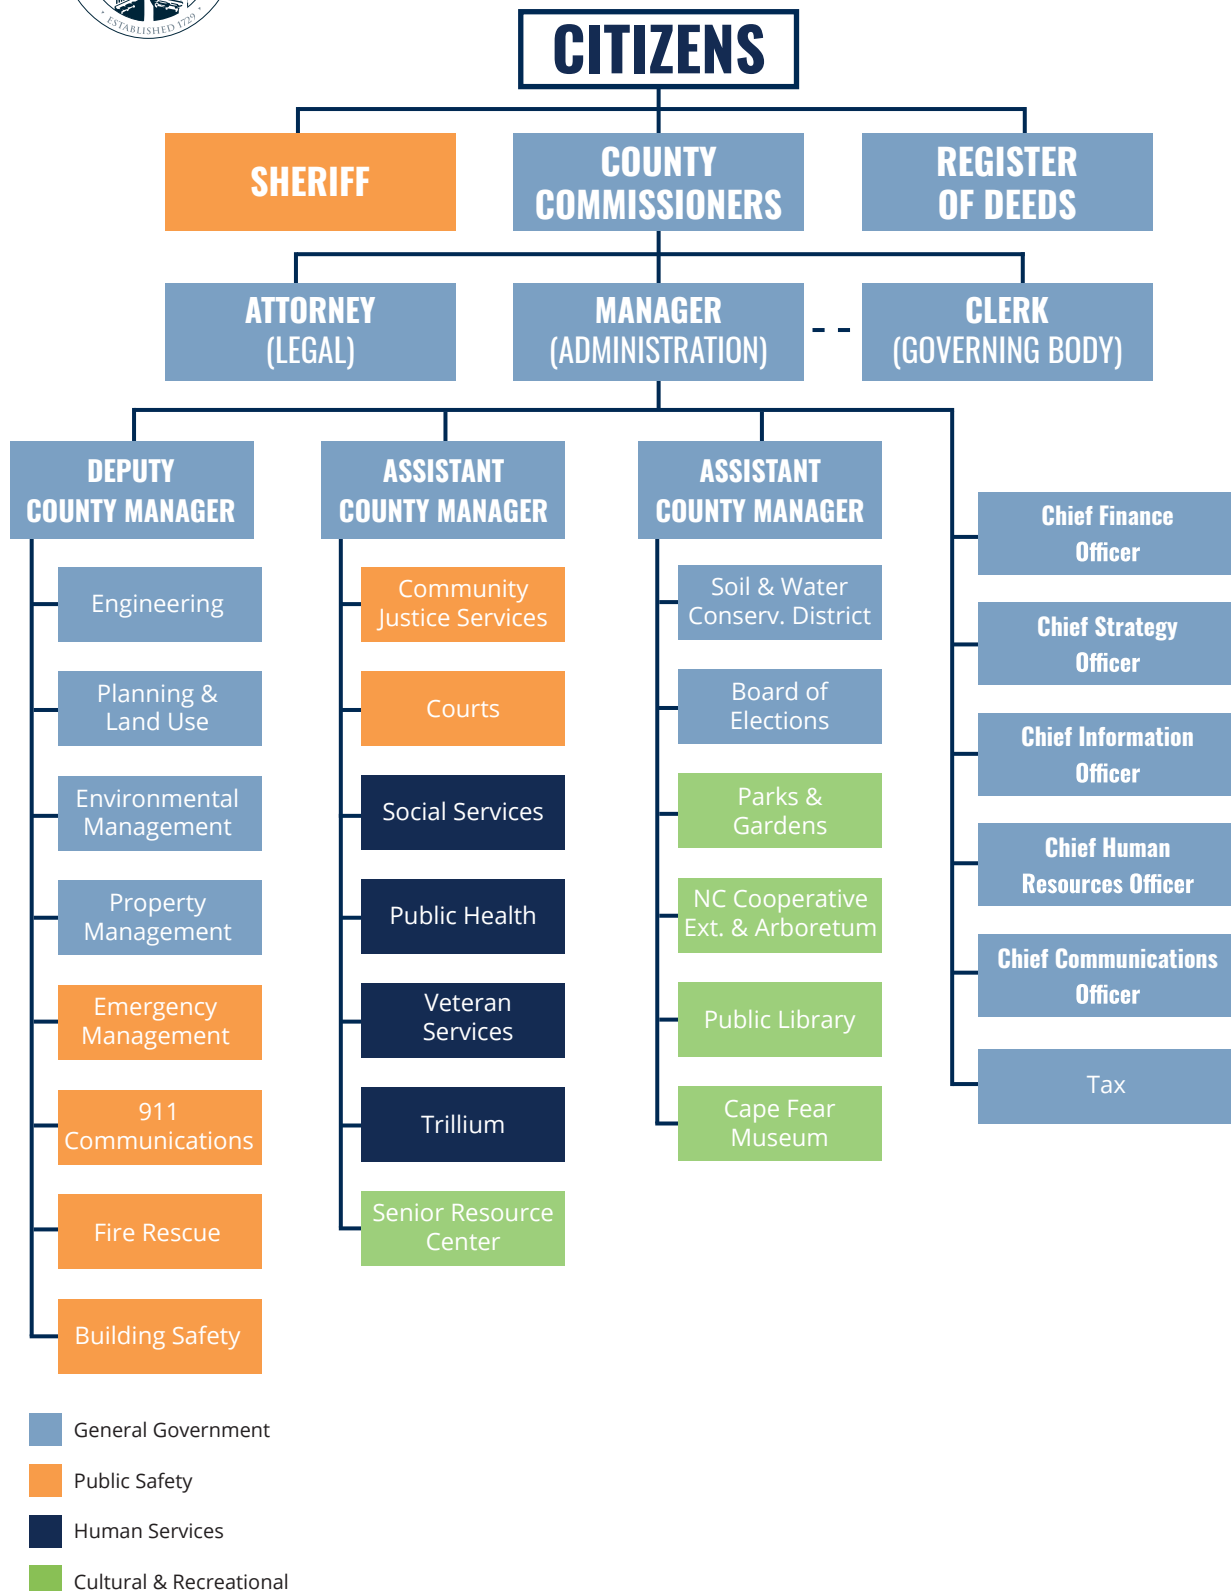 ESTABLISHED 1729
CITIZENS
SHERIFF
COUNTY
COMMISSIONERS
REGISTER
OF DEEDS
ATTORNEY
(LEGAL)
MANAGER
(ADMINISTRATION)
CLERK
(GOVERNING BODY)
DEPUTY
COUNTY MANAGER
Engineering
Planning &
Land Use
Environmental
Management
Property
Management
Emergency
Management
911
Communications
Fire Rescue
Building Safety
ASSISTANT
COUNTY MANAGER
Community
Justice Services
Courts
Social Services
Public Health
Veteran
Services
Trillium
Senior Resource
Center
ASSISTANT
COUNTY MANAGER
Soil & Water
Conserv. District
Board of
Elections
Parks &
Gardens
NC Cooperative
Ext. & Arboretum
Public Library
Cape Fear
Museum
Chief Finance
Officer
Chief Strategy
Officer
Chief Information
Officer
Chief Human
Resources Officer
Chief Communications
Officer
Tax
General Government
Public Safety
Human Services
Cultural & Recreational